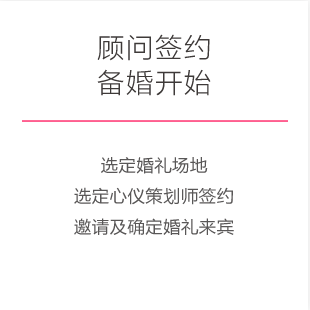 顾问签约
备婚开始
选定婚礼场地
选定心仪策划师签约
邀请及确定婚礼来宾